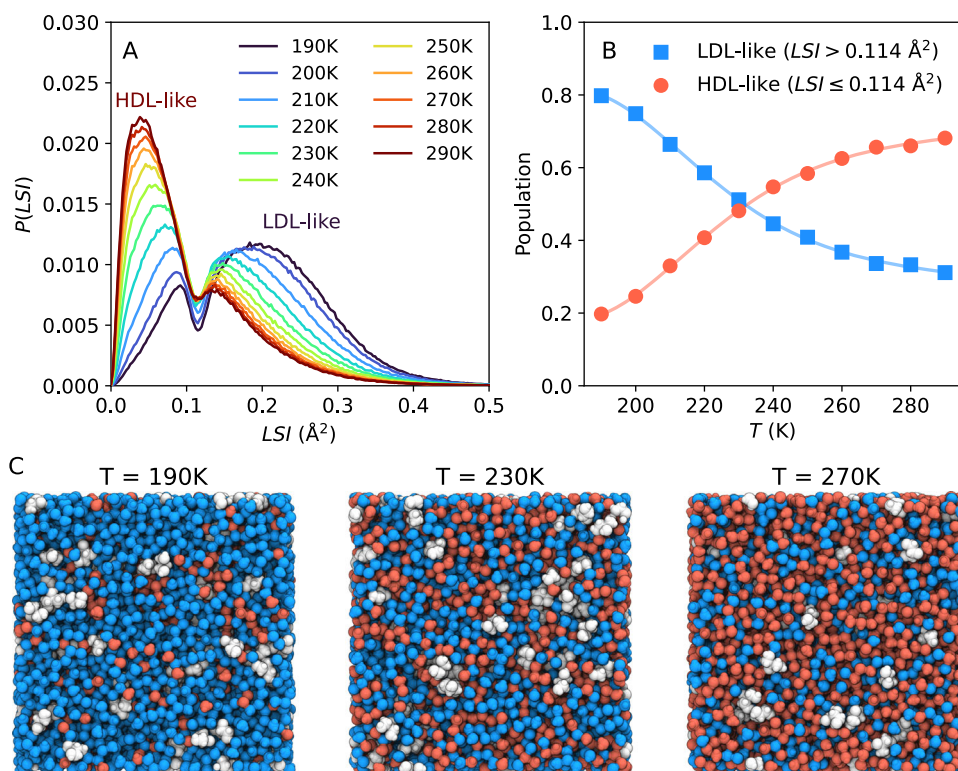 A
190K
200K
210K
220K
230K
240K
250K
260K
270K
280K
290K
HDL-like
LDL-like
0.030
0.025
0.020
0.015
0.010
0.005
0.000
P(LSI)
0.0 0.1 0.2 0.3 0.4 0.5
LSI (Å²)
B
LDL-like (LSI > 0.114 Å²)
HDL-like (LSI ≤ 0.114 Å²)
1.0
0.8
0.6
0.4
0.2
0.0
Population
200 220 240 260 280
T (K)
C
T = 190K
T = 230K
T = 270K